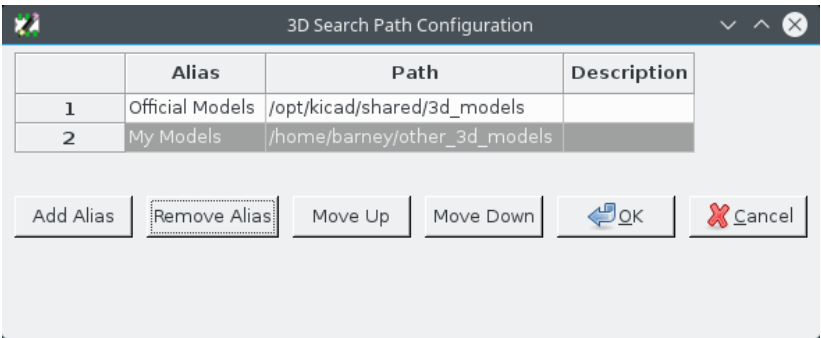 3D Search Path Configuration
Alias Path Description
1 Official Models /opt/kicad/shared/3d_models
2 My Models /home/barney/other_3d_models
Add Alias Remove Alias Move Up Move Down OK Cancel